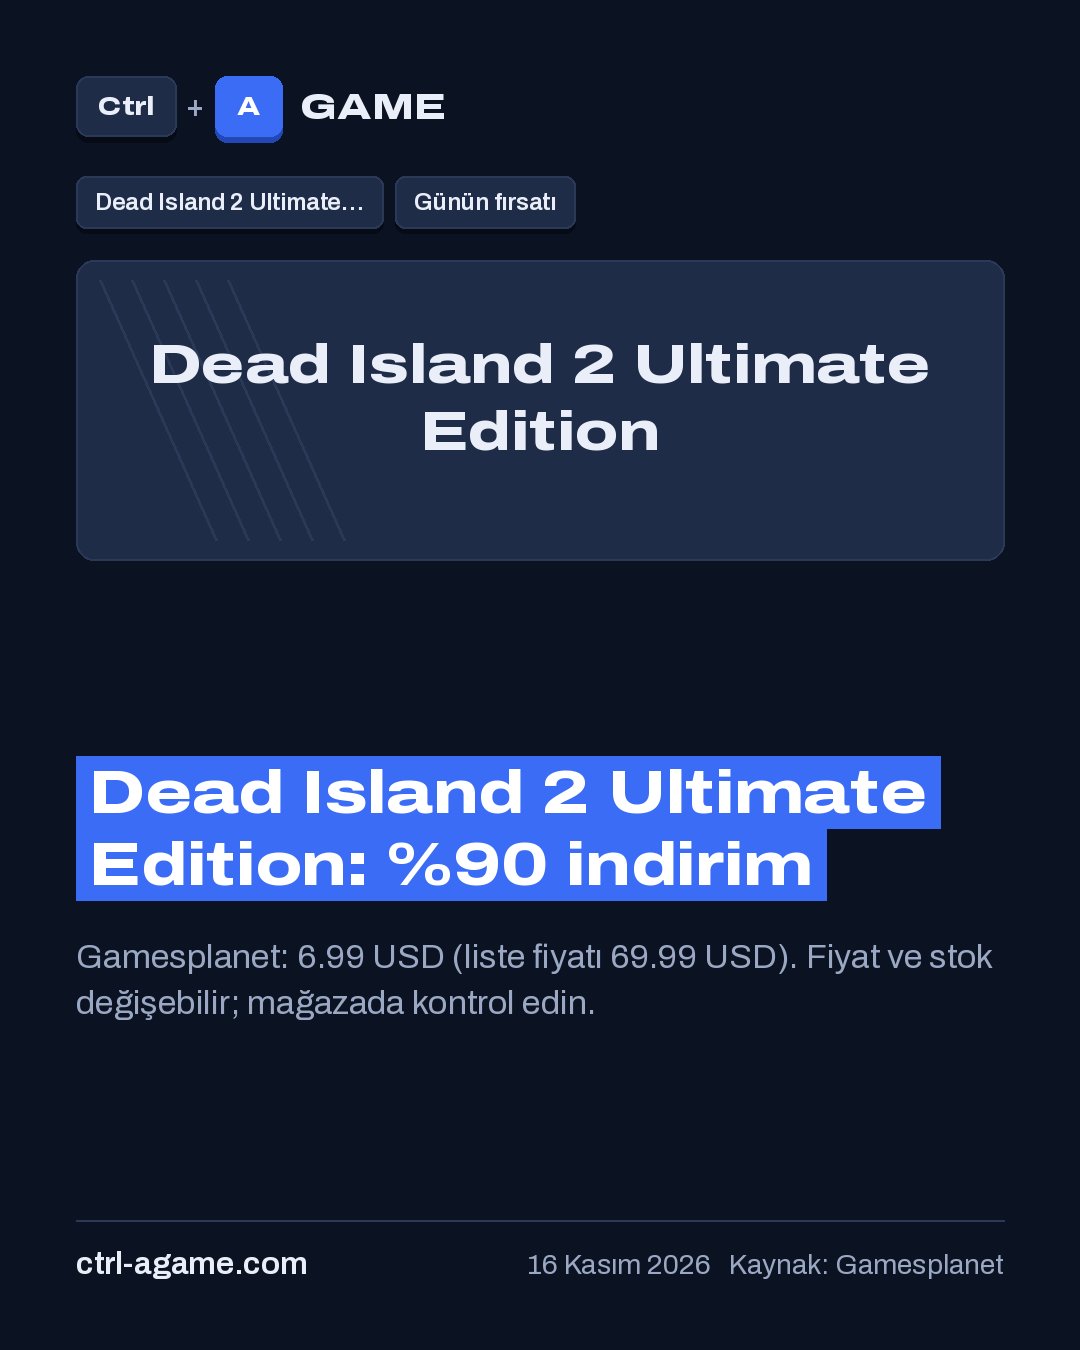 Ctrl + A GAME
Dead Island 2 Ultimate... Günün fırsatı
Dead Island 2 Ultimate
Edition
Dead Island 2 Ultimate
Edition: %90 indirim
Gamesplanet: 6.99 USD (liste fiyatı 69.99 USD). Fiyat ve stok
değişebilir; mağazada kontrol edin.
ctrl-agame.com 16 Kasım 2026 Kaynak: Gamesplanet